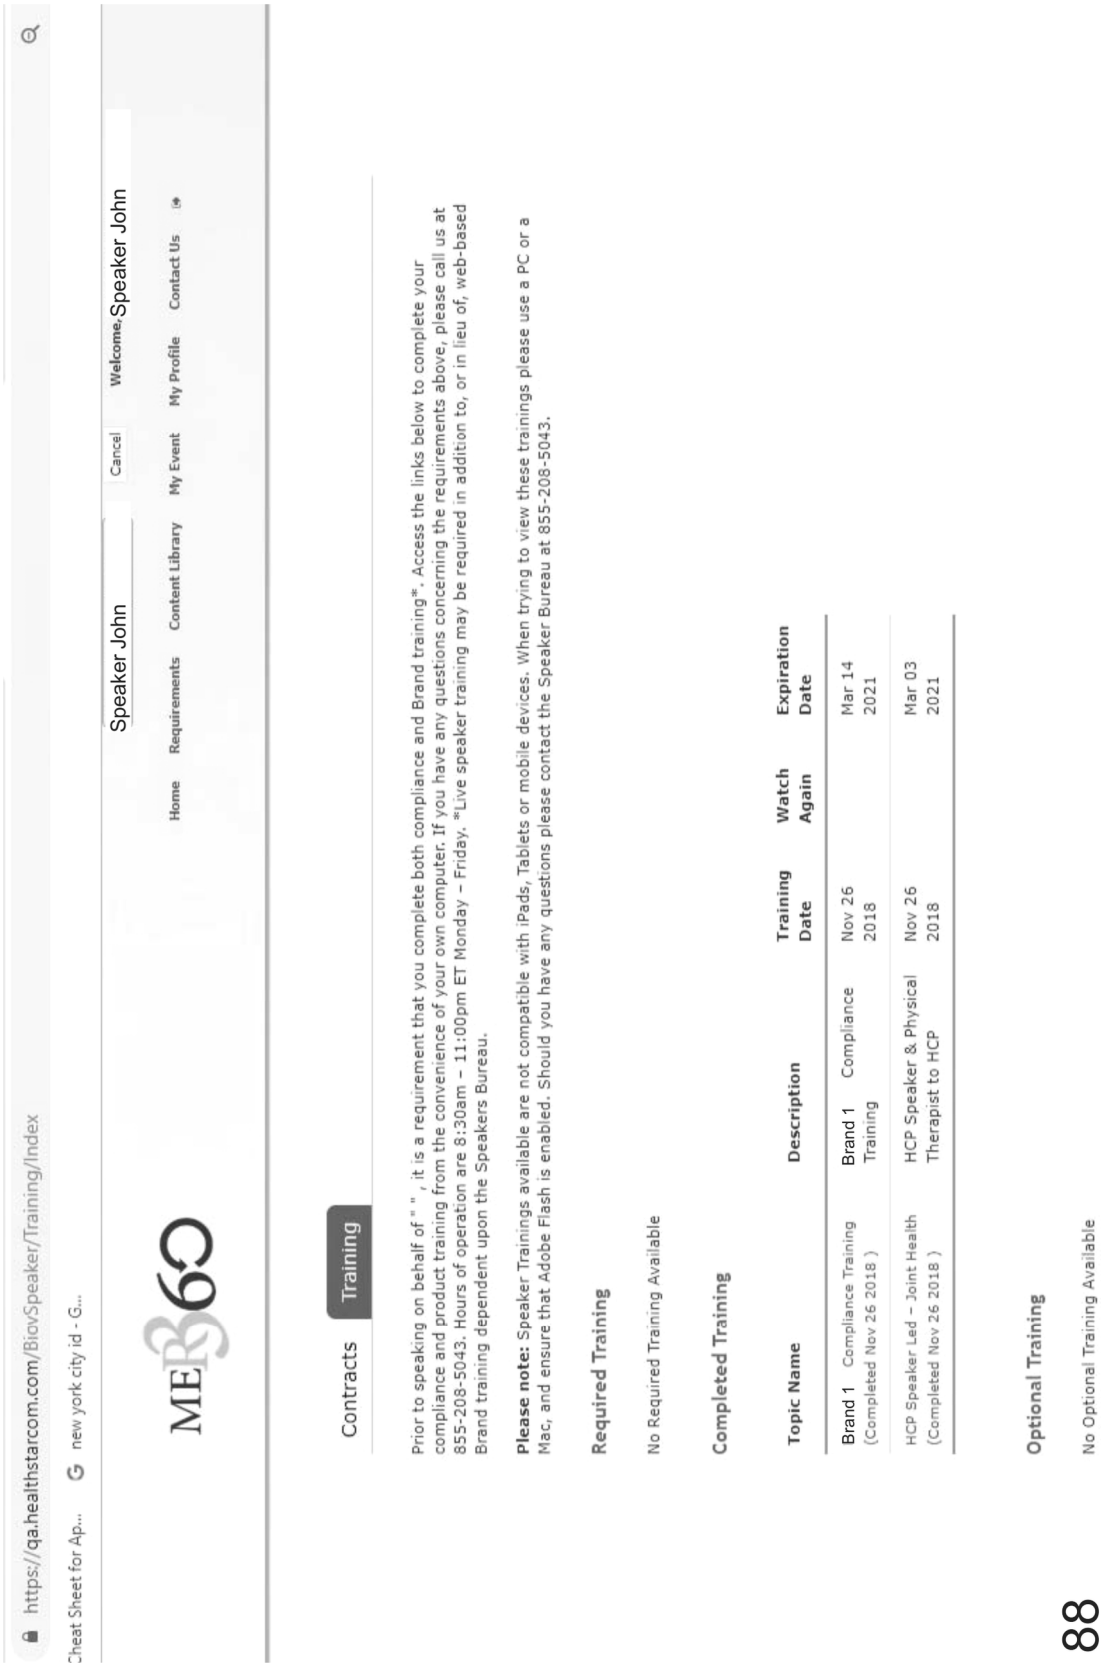 https://qa.healthstarcom.com/BiovSpeaker/Training/Index
Cheat Sheet for Ap... G new york city id - G...
Speaker John Cancel Welcome, Speaker John
MER360
Home Requirements Content Library My Event My Profile Contact Us
Contracts Training
Prior to speaking on behalf of " " , it is a requirement that you complete both compliance and Brand training*. Access the links below to complete your
compliance and product training from the convenience of your own computer. If you have any questions concerning the requirements above, please call us at
855-208-5043. Hours of operation are 8:30am – 11:00pm ET Monday – Friday. *Live speaker training may be required in addition to, or in lieu of, web-based
Brand training dependent upon the Speakers Bureau.
Please note: Speaker Trainings available are not compatible with iPads, Tablets or mobile devices. When trying to view these trainings please use a PC or a
Mac, and ensure that Adobe Flash is enabled. Should you have any questions please contact the Speaker Bureau at 855-208-5043.
Required Training
No Required Training Available
Completed Training
Topic Name Description Training Date Watch Again Expiration Date
Brand 1 Compliance Training Brand 1 Compliance Nov 26 Mar 14
(Completed Nov 26 2018 ) Training 2018 2021
HCP Speaker Led – Joint Health HCP Speaker & Physical Nov 26 Mar 03
(Completed Nov 26 2018 ) Therapist to HCP 2018 2021
Optional Training
No Optional Training Available
88